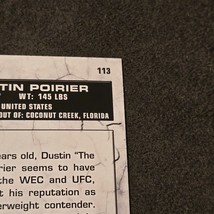 113
TIN POIRIER
WT: 145 LBS
UNITED STATES
OUT OF: COCONUT CREEK, FLORIDA
ears old, Dustin "The
rier seems to have
the WEC and UFC,
t his reputation as
erweight contender.